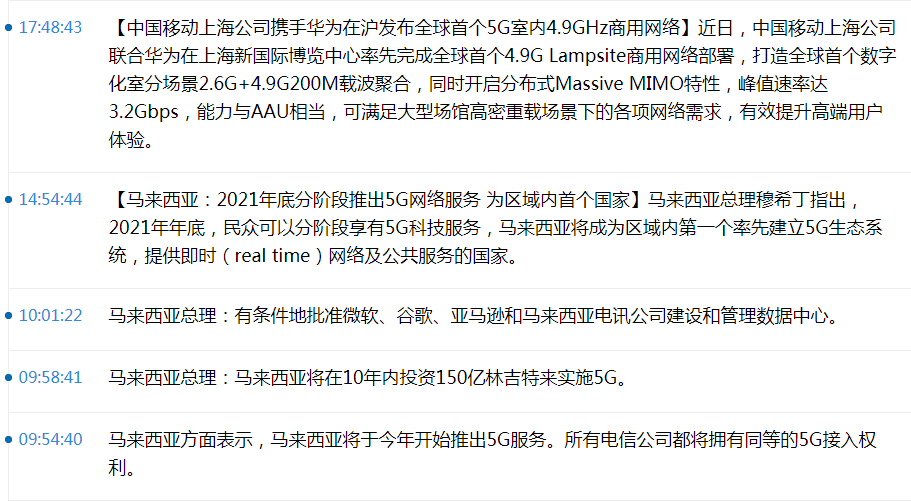 17:48:43 【中国移动上海公司携手华为在沪发布全球首个5G室内4.9GHz商用网络】近日，中国移动上海公司
联合华为在上海新国际博览中心率先完成全球首个4.9G Lampsite商用网络部署，打造全球首个数字
化室分场景2.6G+4.9G200M载波聚合，同时开启分布式Massive MIMO特性，峰值速率达
3.2Gbps，能力与AAU相当，可满足大型场馆高密重载场景下的各项网络需求，有效提升高端用户
体验。
14:54:44 【马来西亚：2021年底分阶段推出5G网络服务 为区域内首个国家】马来西亚总理穆希丁指出，
2021年年底，民众可以分阶段享有5G科技服务，马来西亚将成为区域内第一个率先建立5G生态系
统，提供即时（real time）网络及公共服务的国家。
10:01:22 马来西亚总理：有条件地批准微软、谷歌、亚马逊和马来西亚电讯公司建设和管理数据中心。
09:58:41 马来西亚总理：马来西亚将在10年内投资150亿林吉特来实施5G。
09:54:40 马来西亚方面表示，马来西亚将于今年开始推出5G服务。所有电信公司都将拥有同等的5G接入权
利。